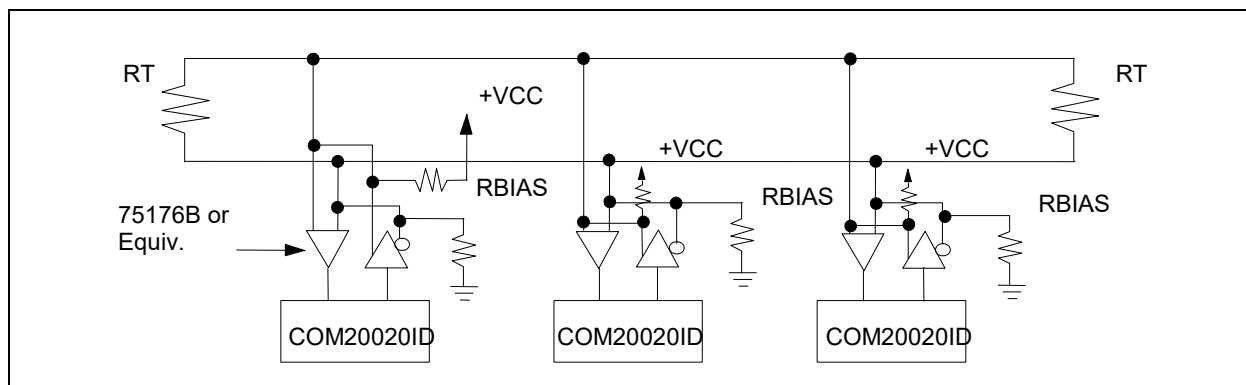 RT
RT
+VCC
+VCC
+VCC
RBIAS
RBIAS
RBIAS
75176B or
Equiv.
COM20020ID
COM20020ID
COM20020ID